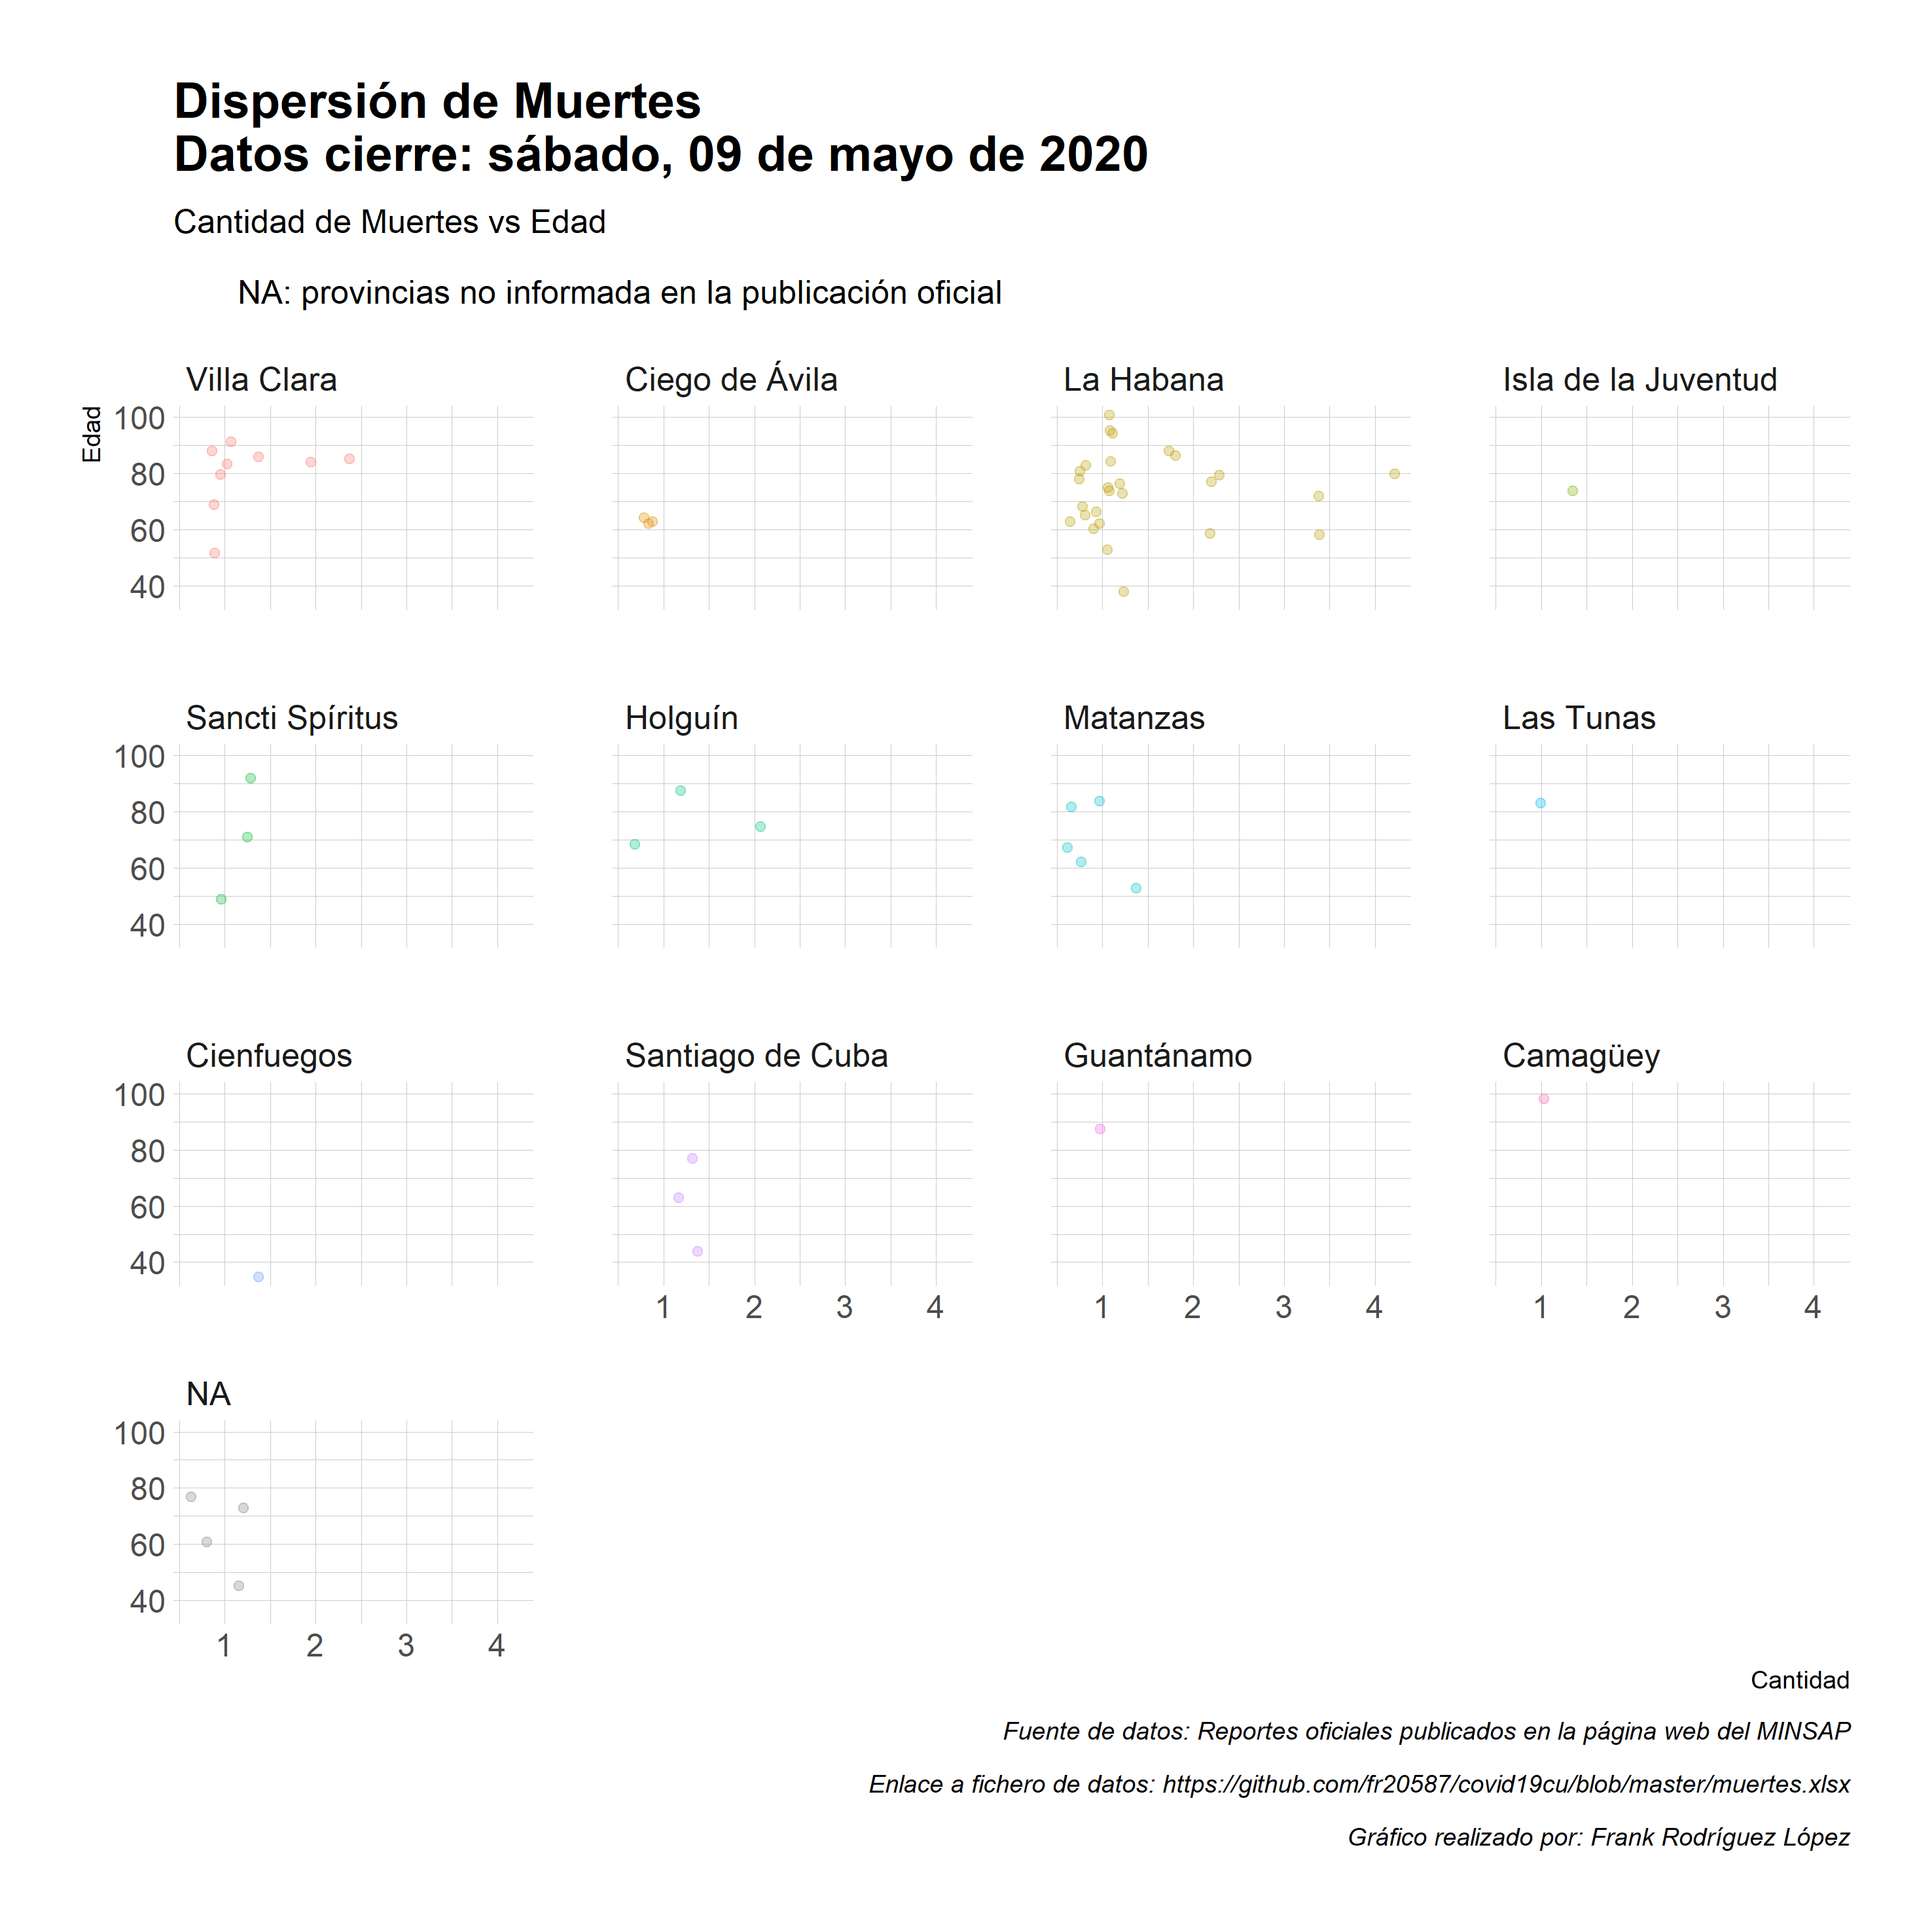 Dispersión de Muertes
Datos cierre: sábado, 09 de mayo de 2020
Cantidad de Muertes vs Edad
NA: provincias no informada en la publicación oficial
Villa Clara
Ciego de Ávila
La Habana
Isla de la Juventud
Edad
100
80
60
40
Sancti Spíritus
Holguín
Matanzas
Las Tunas
100
80
60
40
Cienfuegos
Santiago de Cuba
Guantánamo
Camagüey
100
80
60
40
1 2 3 4
1 2 3 4
1 2 3 4
NA
100
80
60
40
1 2 3 4
Cantidad
Fuente de datos: Reportes oficiales publicados en la página web del MINSAP
Enlace a fichero de datos: https://github.com/fr20587/covid19cu/blob/master/muertes.xlsx
Gráfico realizado por: Frank Rodríguez López